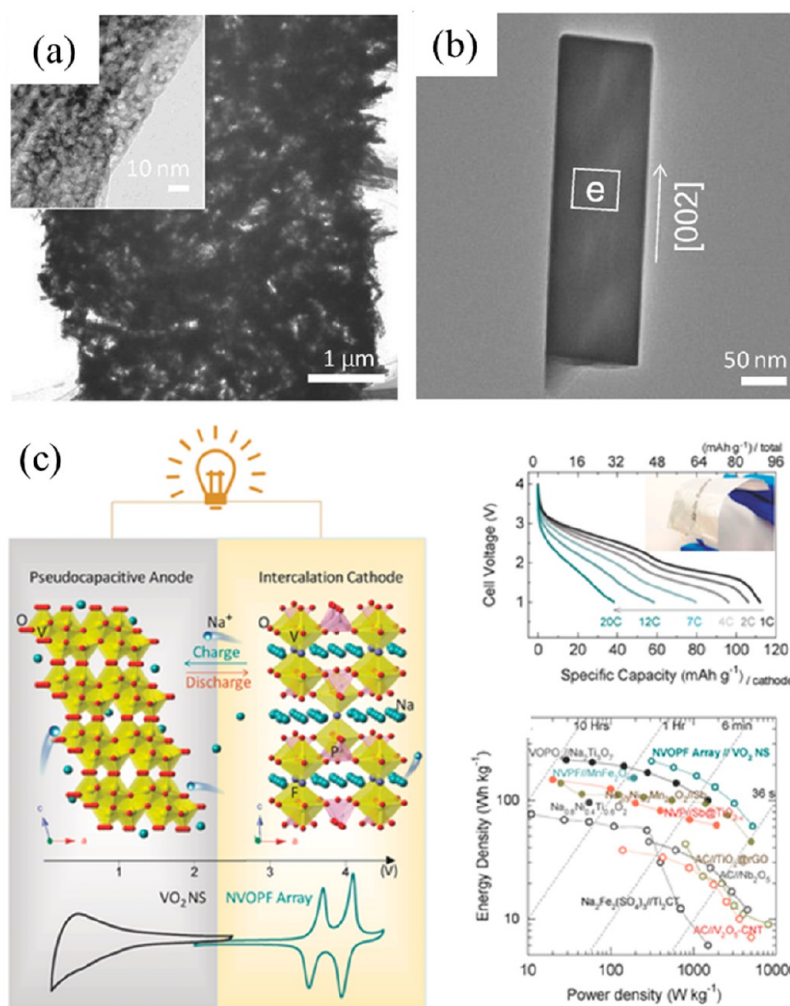 (a)
10 nm
1 µm
(b)
e
[002]
50 nm
(c)
Pseudocapacitive Anode
Intercalation Cathode
O
V
Na⁺
Charge
Discharge
O
V
Na
P
F
c
a
c
a
1 2 3 4 (V)
VO₂ NS
NVOPF Array
(mAh g⁻¹) / total
0 16 32 48 64 80 96
Cell Voltage (V)
4
3
2
1
0
20C 12C 7C 4C 2C 1C
0 20 40 60 80 100 120
Specific Capacity (mAh g⁻¹) / cathode
10 Hrs 1 Hr 6 min
VOPO₄//Na₂Ti₃O₇
NVOPF Array // VO₂ NS
36 s
AC//TiO₂@rGO
AC//Nb₂O₅
Na₂Fe₂(SO₄)₃//Ti₂CT
AC//V₂O₅-CNT
Energy Density (Wh kg⁻¹)
100
10
10 100 1000 10000
Power density (W kg⁻¹)